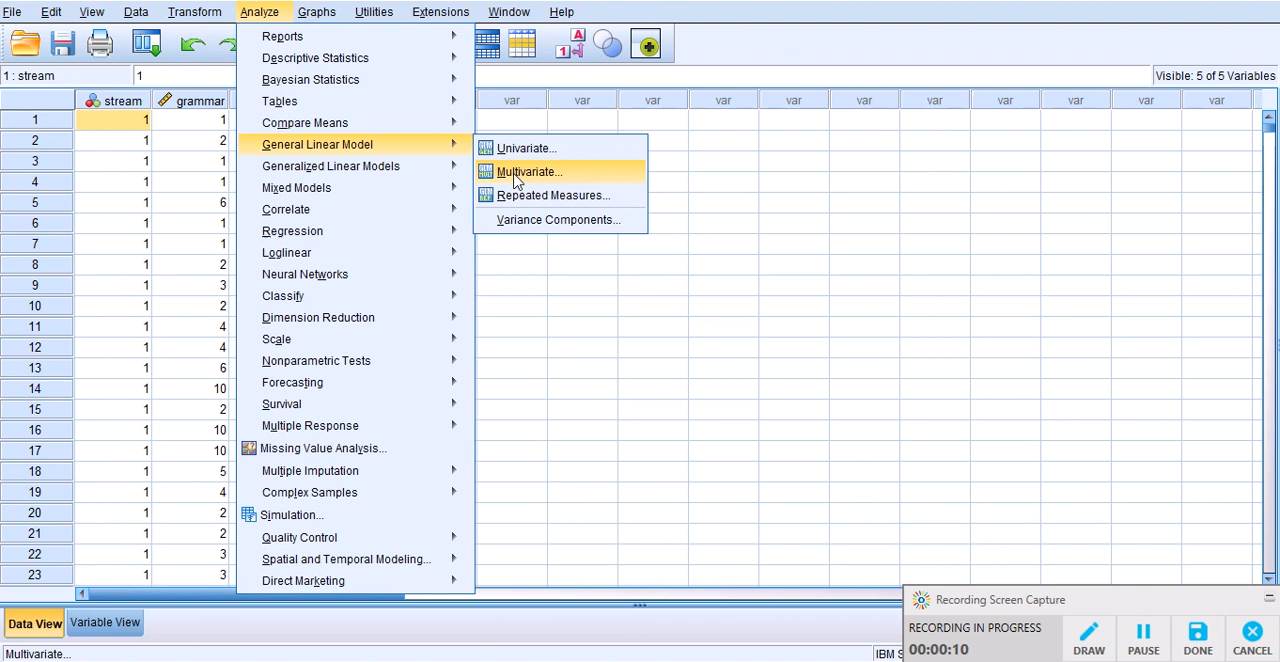 File Edit View Data Transform Analyze Graphs Utilities Extensions Window Help
1 : stream 1 Visible: 5 of 5 Variables
stream grammar var var var var var var var var var var var
1 1 1
2 1 2
3 1 1
4 1 1
5 1 6
6 1 1
7 1 1
8 1 2
9 1 3
10 1 2
11 1 4
12 1 4
13 1 6
14 1 10
15 1 2
16 1 10
17 1 10
18 1 5
19 1 4
20 1 2
21 1 2
22 1 3
23 1 3
Reports
Descriptive Statistics
Bayesian Statistics
Tables
Compare Means
General Linear Model
Generalized Linear Models
Mixed Models
Correlate
Regression
Loglinear
Neural Networks
Classify
Dimension Reduction
Scale
Nonparametric Tests
Forecasting
Survival
Multiple Response
Missing Value Analysis...
Multiple Imputation
Complex Samples
Simulation...
Quality Control
Spatial and Temporal Modeling...
Direct Marketing
Univariate...
Multivariate...
Repeated Measures...
Variance Components...
Data View Variable View
Multivariate... IBM S
Recording Screen Capture
RECORDING IN PROGRESS
00:00:10
DRAW PAUSE DONE CANCEL